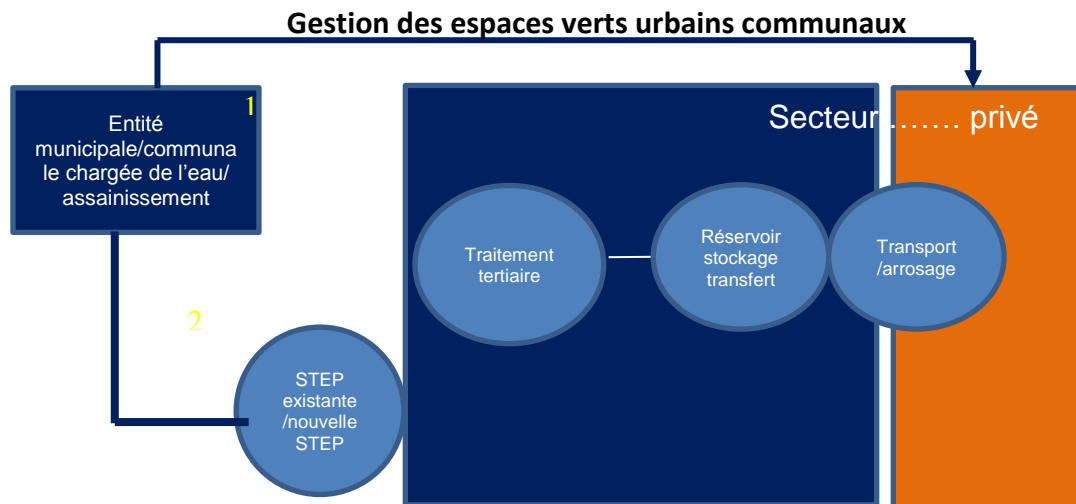 Gestion des espaces verts urbains communaux
1
Entité
municipale/communa
le chargée de l'eau/
assainissement
Secteur ....... privé
Traitement
tertiaire
Réservoir
stockage
transfert
Transport
/arrosage
2
STEP
existante
/nouvelle
STEP